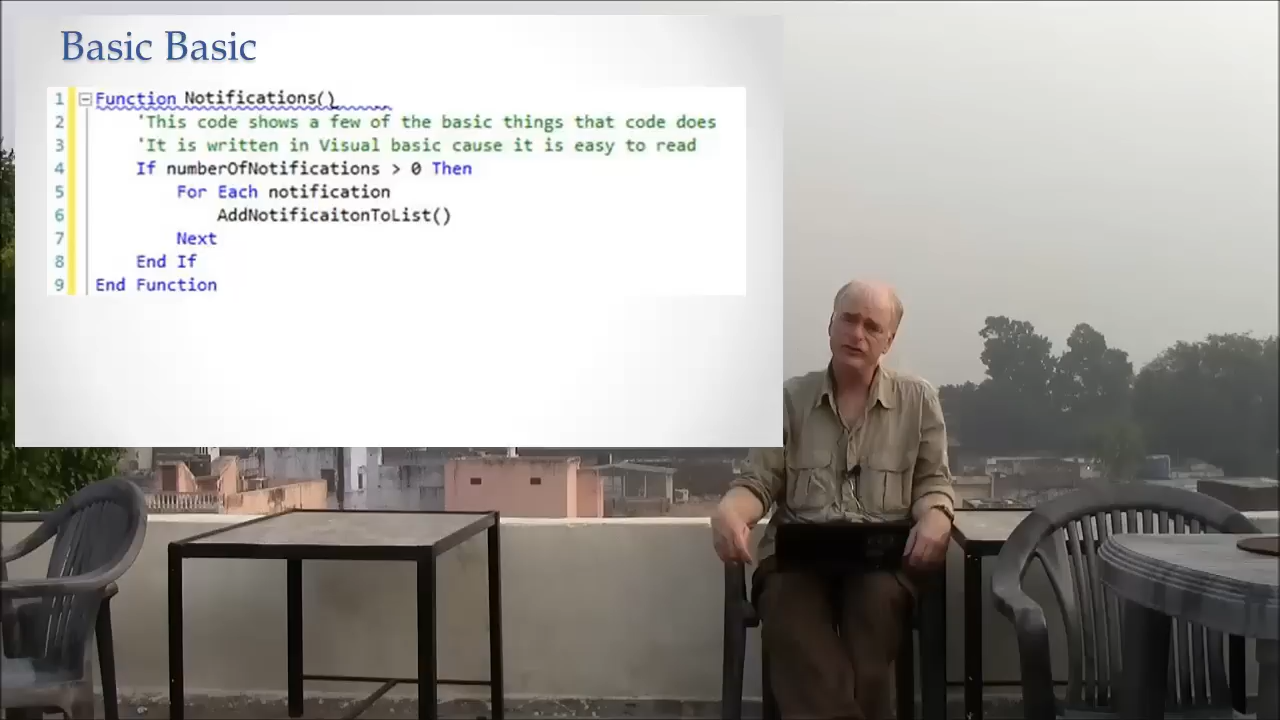 Basic Basic
1 Function Notifications()
2 'This code shows a few of the basic things that code does
3 'It is written in Visual basic cause it is easy to read
4 If numberOfNotifications > 0 Then
5 For Each notification
6 AddNotificaitonToList()
7 Next
8 End If
9 End Function